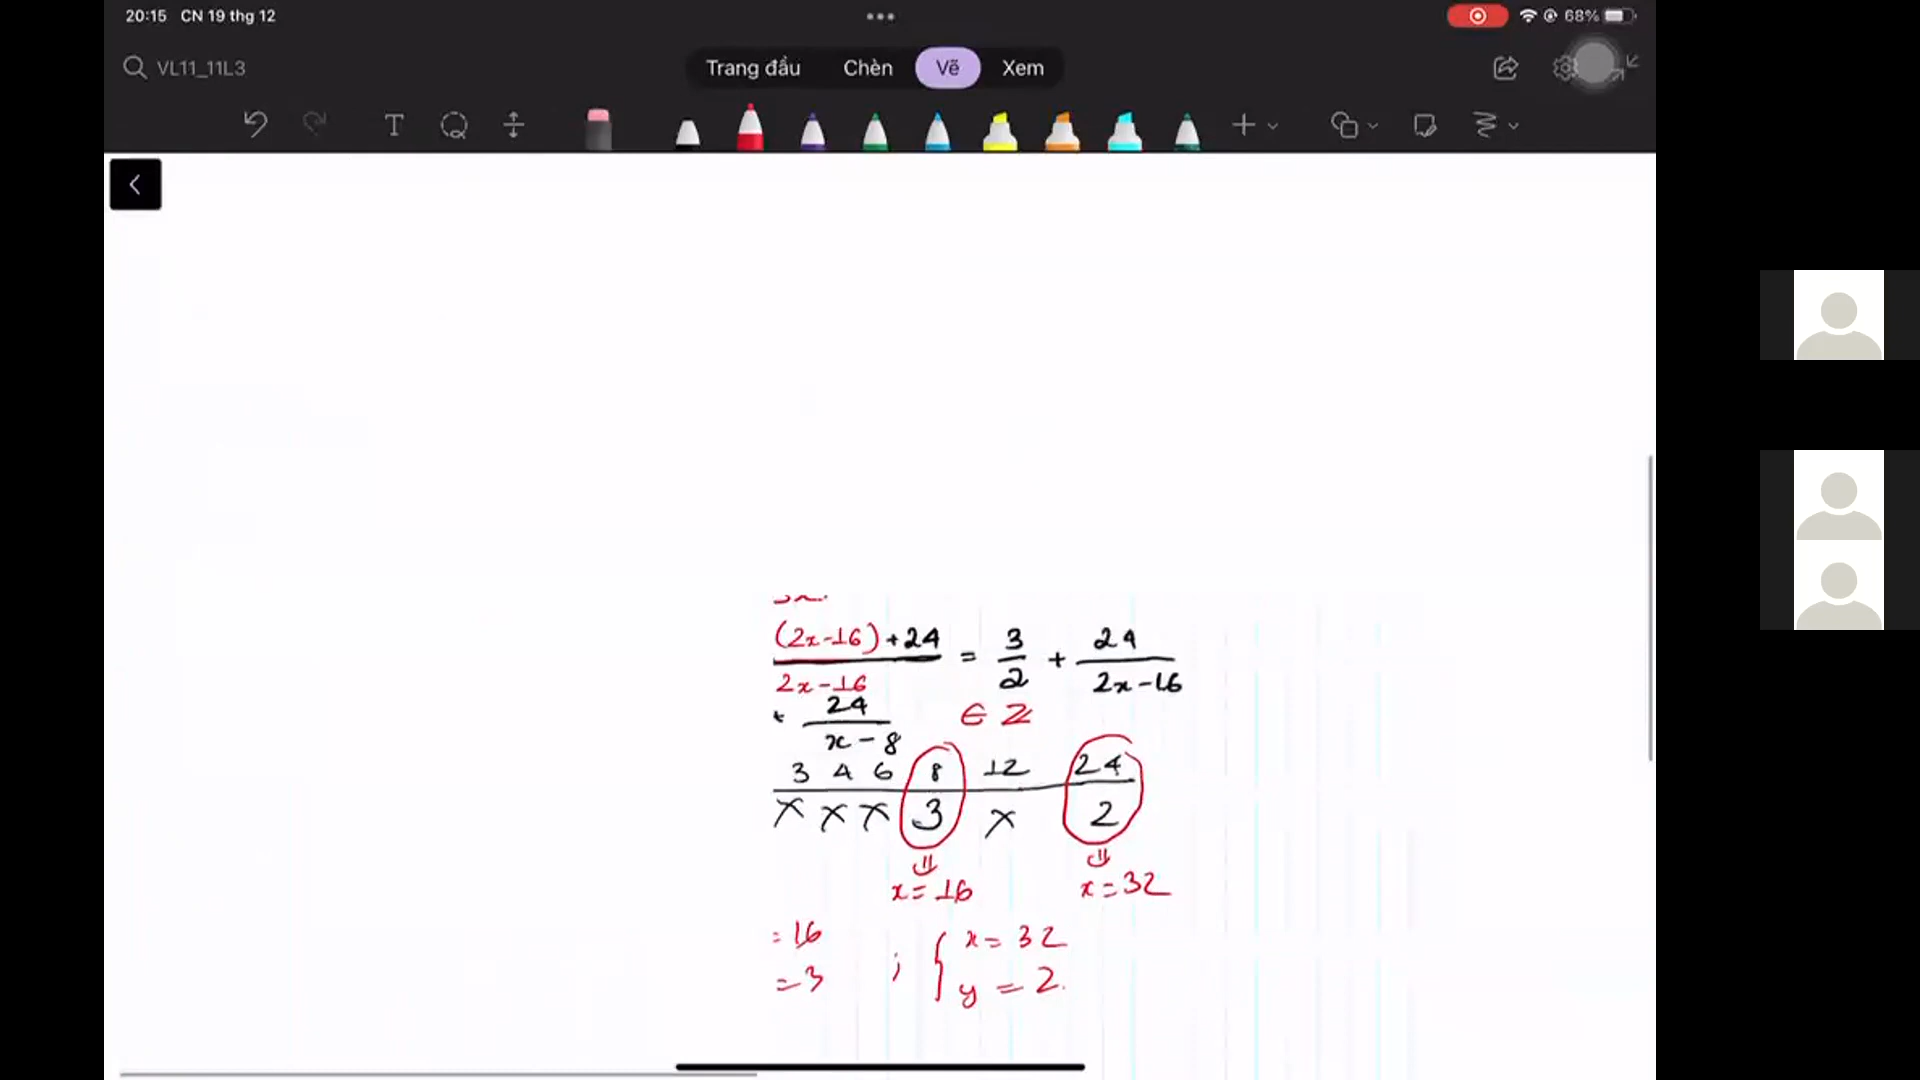 20:15 CN 19 thg 12
68%
VL11_11L3
Trang đầu Chèn Vẽ Xem
T
(2x-16) + 24 / 2x-16 = 3/2 + 24 / 2x-16
+ 24 / x-8 ∈ Z
3 4 6 8 12 24
x x x 3 x 2
x = 16 x = 32
= 16 ; { x = 32
= 3 y = 2.